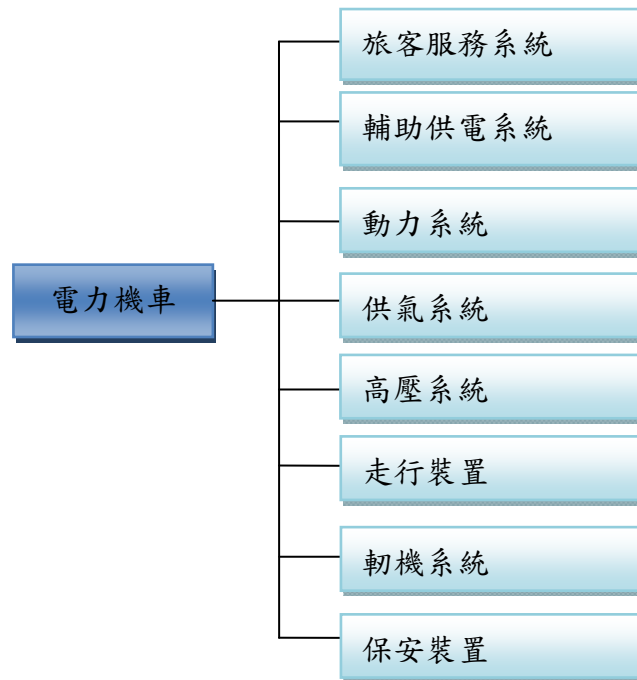 旅客服務系統
輔助供電系統
動力系統
電力機車
供氣系統
高壓系統
走行裝置
軔機系統
保安裝置